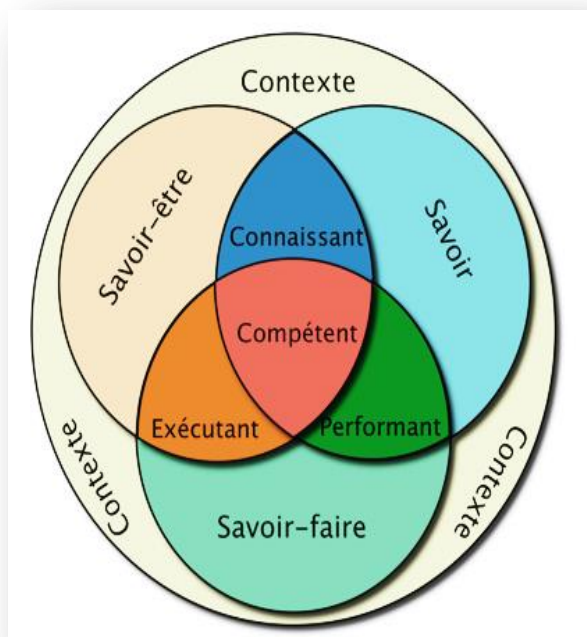 Contexte
Savoir-être
Savoir
Connaissant
Compétent
Exécutant
Performant
Contexte
Contexte
Savoir-faire